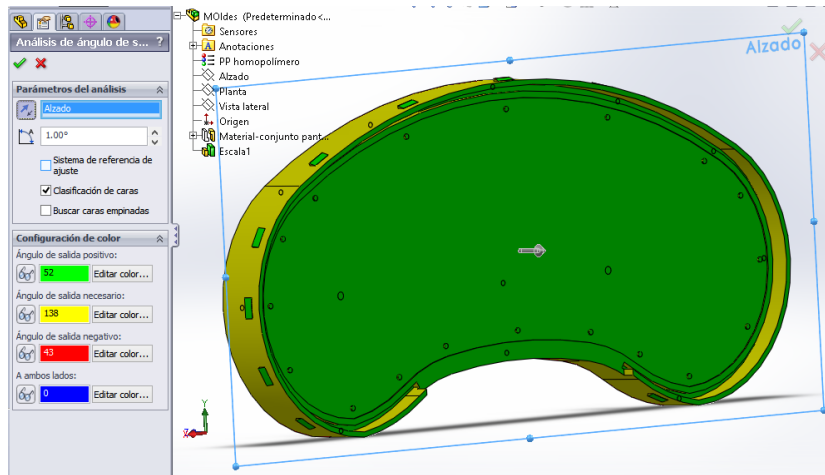 Análisis de ángulo de s... ?
Parámetros del análisis
Alzado
1.00°
Sistema de referencia de
ajuste
Clasificación de caras
Buscar caras empinadas
Configuración de color
Ángulo de salida positivo:
52
Editar color...
Ángulo de salida necesario:
138
Editar color...
Ángulo de salida negativo:
43
Editar color...
A ambos lados:
0
Editar color...
MOldes (Predeterminado<...
Sensores
A
Anotaciones
PP homopolímero
Alzado
Planta
Vista lateral
Origen
Material-conjunto pant...
Escala1
Alzado
Y